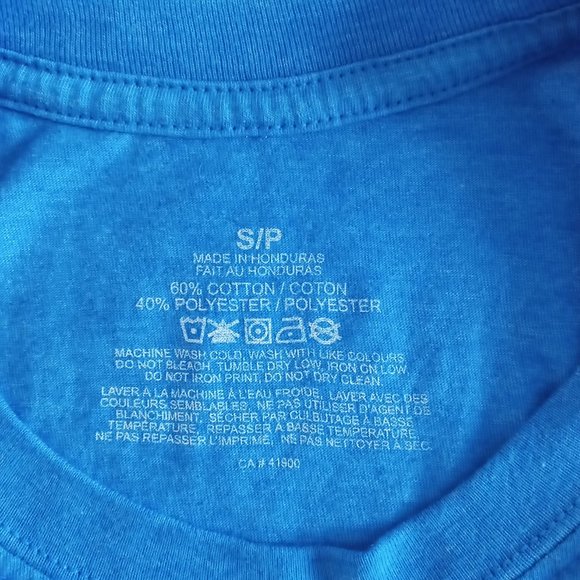 S/P
MADE IN HONDURAS
FAIT AU HONDURAS
60% COTTON / COTON
40% POLYESTER / POLYESTER
MACHINE WASH COLD, WASH WITH LIKE COLOURS
DO NOT BLEACH, TUMBLE DRY LOW, IRON ON LOW,
DO NOT IRON PRINT, DO NOT DRY CLEAN.
LAVER À LA MACHINE À L'EAU FROIDE, LAVER AVEC DES
COULEURS SEMBLABLES, NE PAS UTILISER D'AGENT DE
BLANCHIMENT, SÉCHER PAR CULBUTAGE À BASSE
TEMPÉRATURE, REPASSER À BASSE TEMPÉRATURE,
NE PAS REPASSER L'IMPRIMÉ, NE PAS NETTOYER À SEC.
CA # 41900